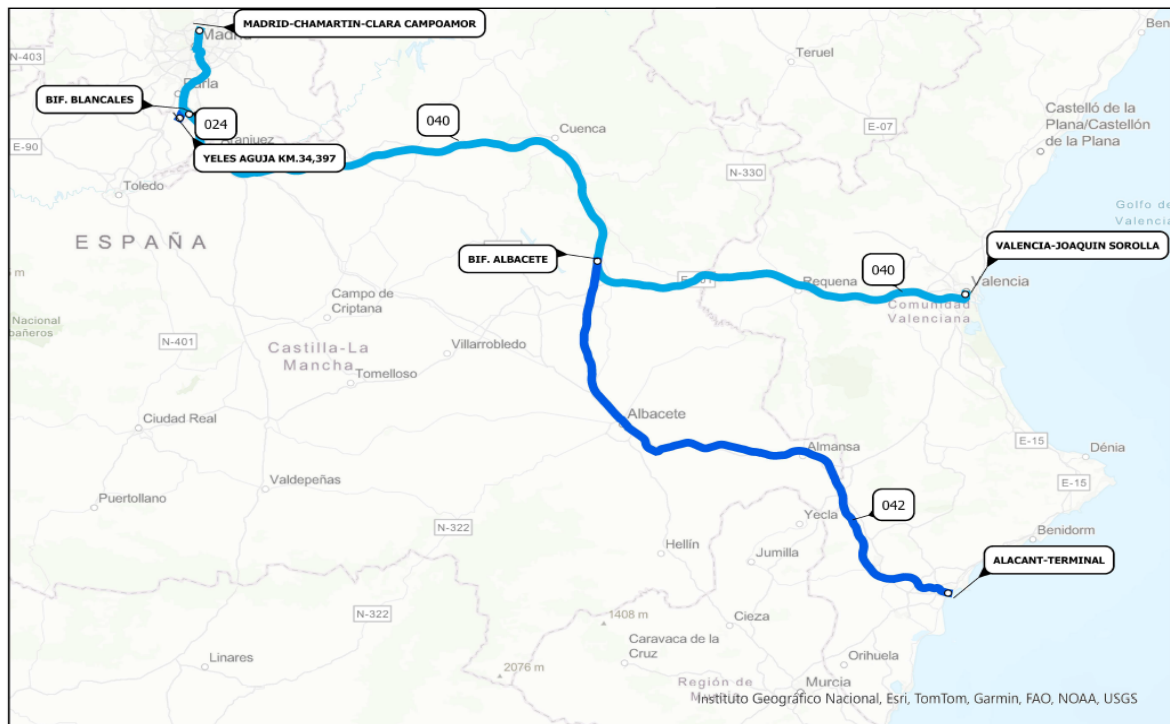 MADRID-CHAMARTIN-CLARA CAMPOAMOR
Madrid
N-403
Teruel
Parla
BIF. BLANCALES
024
040
Cuenca
E-07
Castelló de la
Plana/Castellón
de la Plana
E-90
Aranjuez
YELES AGUJA KM.34,397
N-330
Toledo
Golfo de
Valencia
ESPAÑA
BIF. ALBACETE
VALENCIA-JOAQUIN SOROLLA
040
Requena
Valencia
Comunidad
Valenciana
Campo de
Criptana
Nacional
N-401
Castilla-La
Mancha
Villarrobledo
Tomelloso
Ciudad Real
Albacete
Almansa
E-15
Dénia
Puertollano
Valdepeñas
E-15
042
Yecla
N-322
Benidorm
Hellín
Jumilla
ALACANT-TERMINAL
N-322
1408 m
Cieza
Caravaca de la
Cruz
Orihuela
Linares
2076 m
Región de
Murcia
Instituto Geográfico Nacional, Esri, TomTom, Garmin, FAO, NOAA, USGS